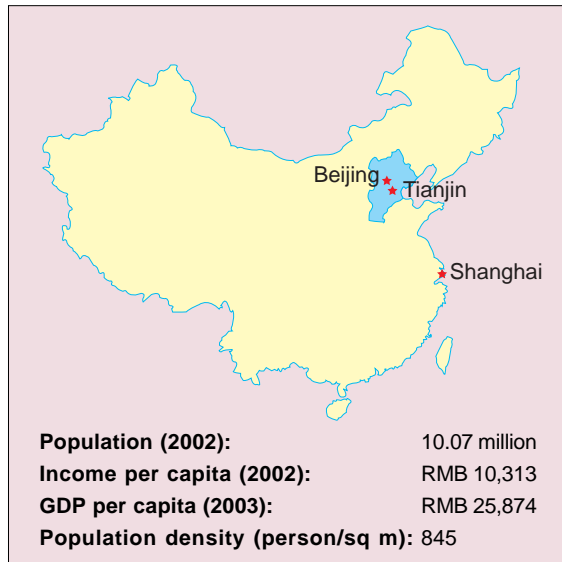 Beijing
Tianjin
Shanghai
Population (2002): 10.07 million
Income per capita (2002): RMB 10,313
GDP per capita (2003): RMB 25,874
Population density (person/sq m): 845